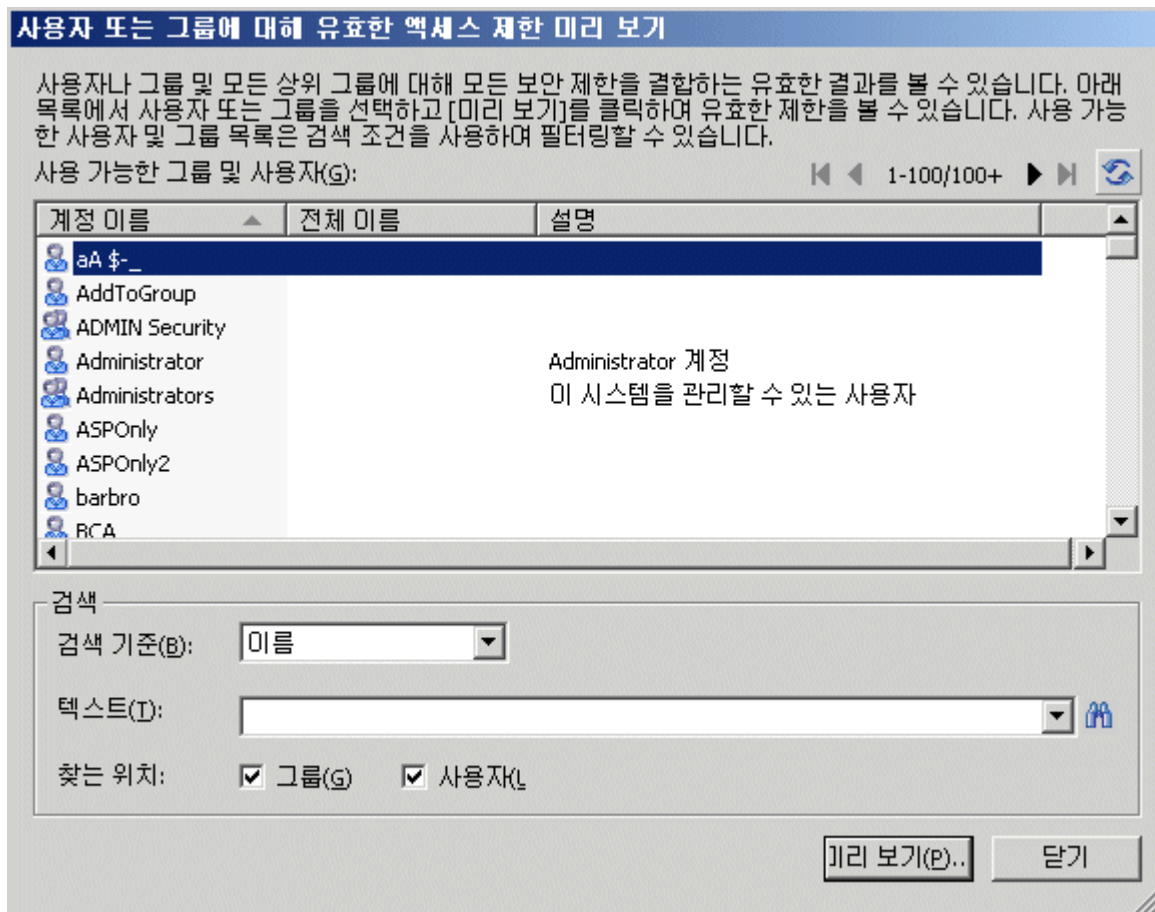 사용자 또는 그룹에 대해 유효한 액세스 제한 미리 보기
사용자나 그룹 및 모든 상위 그룹에 대해 모든 보안 제한을 결합하는 유효한 결과를 볼 수 있습니다. 아래
목록에서 사용자 또는 그룹을 선택하고 [미리 보기]를 클릭하여 유효한 제한을 볼 수 있습니다. 사용 가능
한 사용자 및 그룹 목록은 검색 조건을 사용하여 필터링할 수 있습니다.
사용 가능한 그룹 및 사용자(G): 1-100/100+
계정 이름 전체 이름 설명
aA $-_
AddToGroup
ADMIN Security
Administrator Administrator 계정
Administrators 이 시스템을 관리할 수 있는 사용자
ASPOnly
ASPOnly2
barbro
BCA
검색
검색 기준(B): 이름
텍스트(T):
찾는 위치: 그룹(G) 사용자(
미리 보기(P).. 닫기